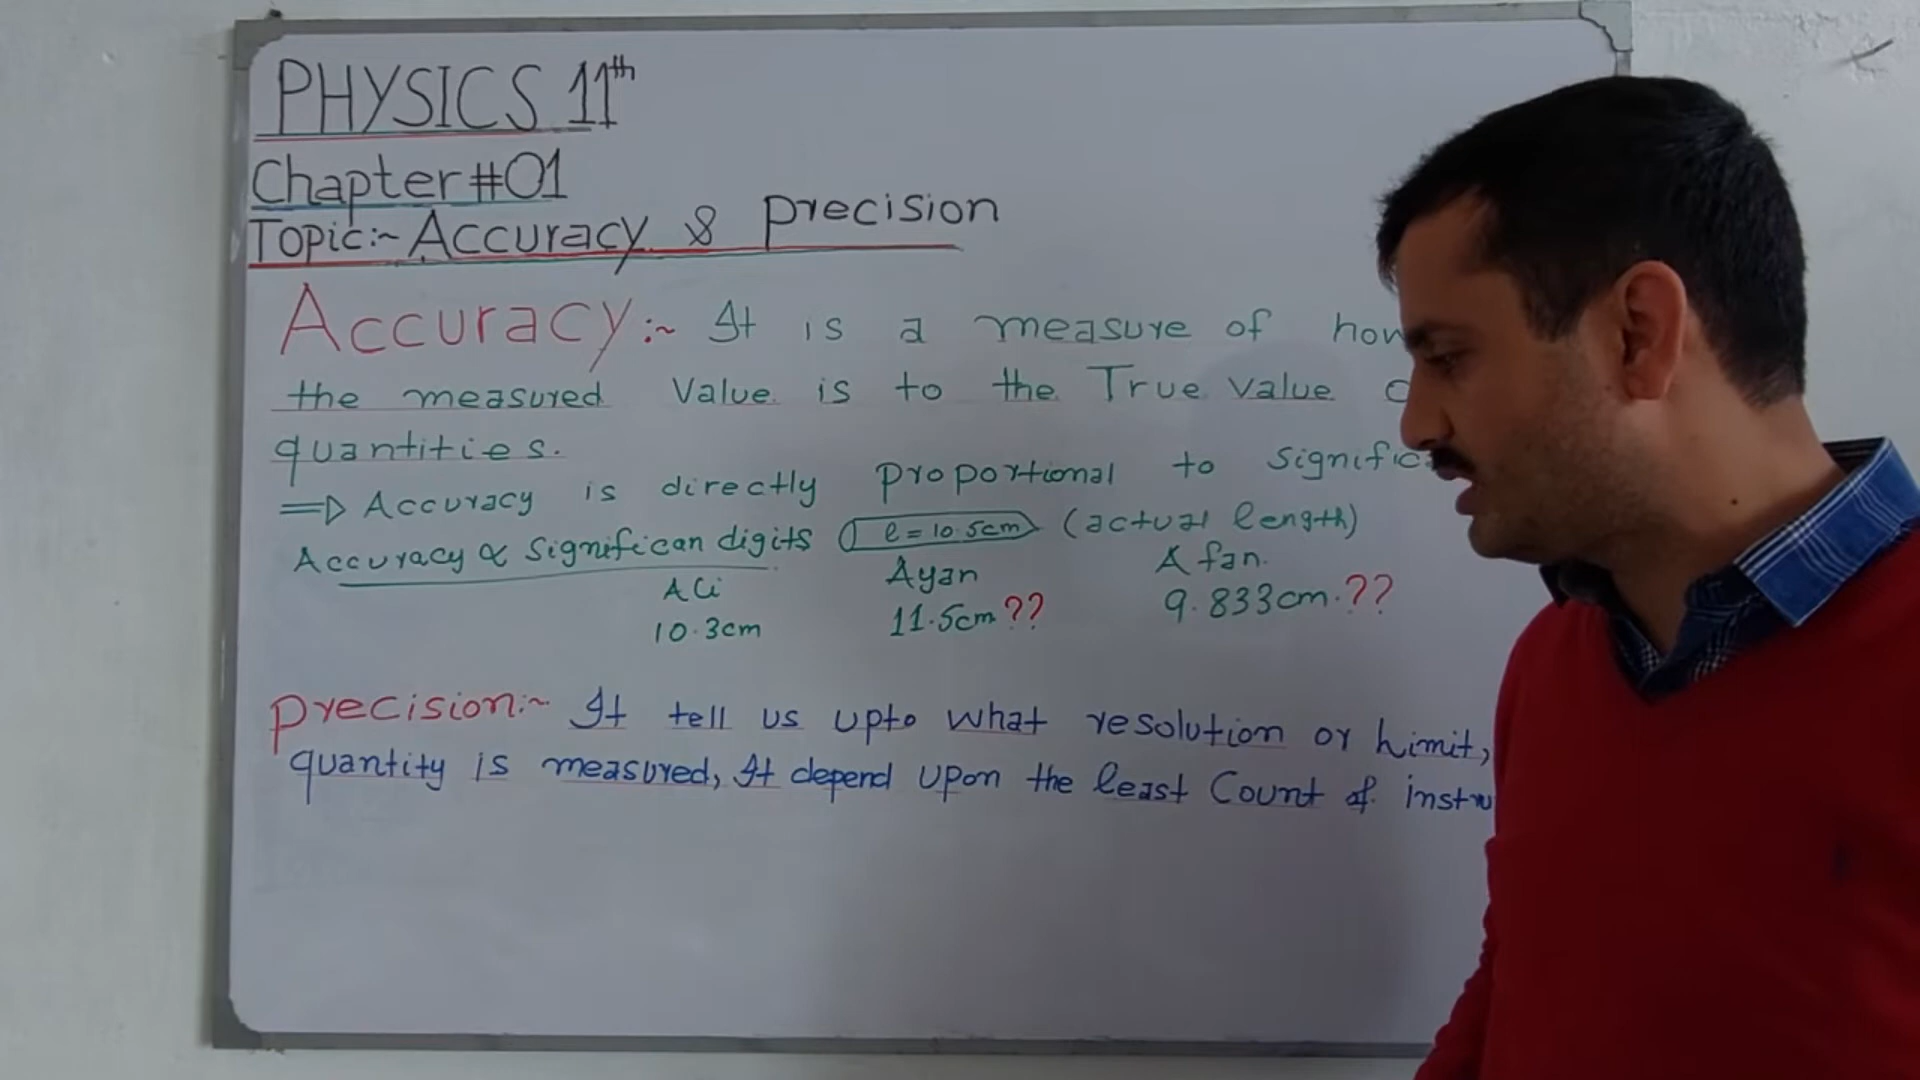 PHYSICS 11th
Chapter#01
Topic:~ Accuracy & precision
Accuracy:~ It is a measure of how
the measured Value is to the True value
quantities.
=> Accuracy is directly proportional to signific
Accuracy ∝ Significan digits l = 10.5cm (actual length)
Ali Ayan Afan.
10.3cm 11.5cm ?? 9.833cm. ??
precision:~ It tell us upto what resolution or limit,
quantity is measured, It depend upon the least Count of instru